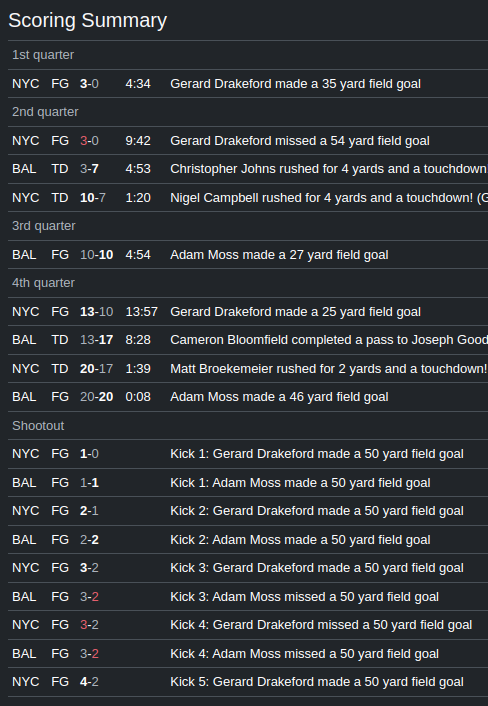 Scoring Summary
1st quarter
NYC FG 3-0 4:34 Gerard Drakeford made a 35 yard field goal
2nd quarter
NYC FG 3-0 9:42 Gerard Drakeford missed a 54 yard field goal
BAL TD 3-7 4:53 Christopher Johns rushed for 4 yards and a touchdown
NYC TD 10-7 1:20 Nigel Campbell rushed for 4 yards and a touchdown! (G
3rd quarter
BAL FG 10-10 4:54 Adam Moss made a 27 yard field goal
4th quarter
NYC FG 13-10 13:57 Gerard Drakeford made a 25 yard field goal
BAL TD 13-17 8:28 Cameron Bloomfield completed a pass to Joseph Good
NYC TD 20-17 1:39 Matt Broekemeier rushed for 2 yards and a touchdown!
BAL FG 20-20 0:08 Adam Moss made a 46 yard field goal
Shootout
NYC FG 1-0 Kick 1: Gerard Drakeford made a 50 yard field goal
BAL FG 1-1 Kick 1: Adam Moss made a 50 yard field goal
NYC FG 2-1 Kick 2: Gerard Drakeford made a 50 yard field goal
BAL FG 2-2 Kick 2: Adam Moss made a 50 yard field goal
NYC FG 3-2 Kick 3: Gerard Drakeford made a 50 yard field goal
BAL FG 3-2 Kick 3: Adam Moss missed a 50 yard field goal
NYC FG 3-2 Kick 4: Gerard Drakeford missed a 50 yard field goal
BAL FG 3-2 Kick 4: Adam Moss missed a 50 yard field goal
NYC FG 4-2 Kick 5: Gerard Drakeford made a 50 yard field goal